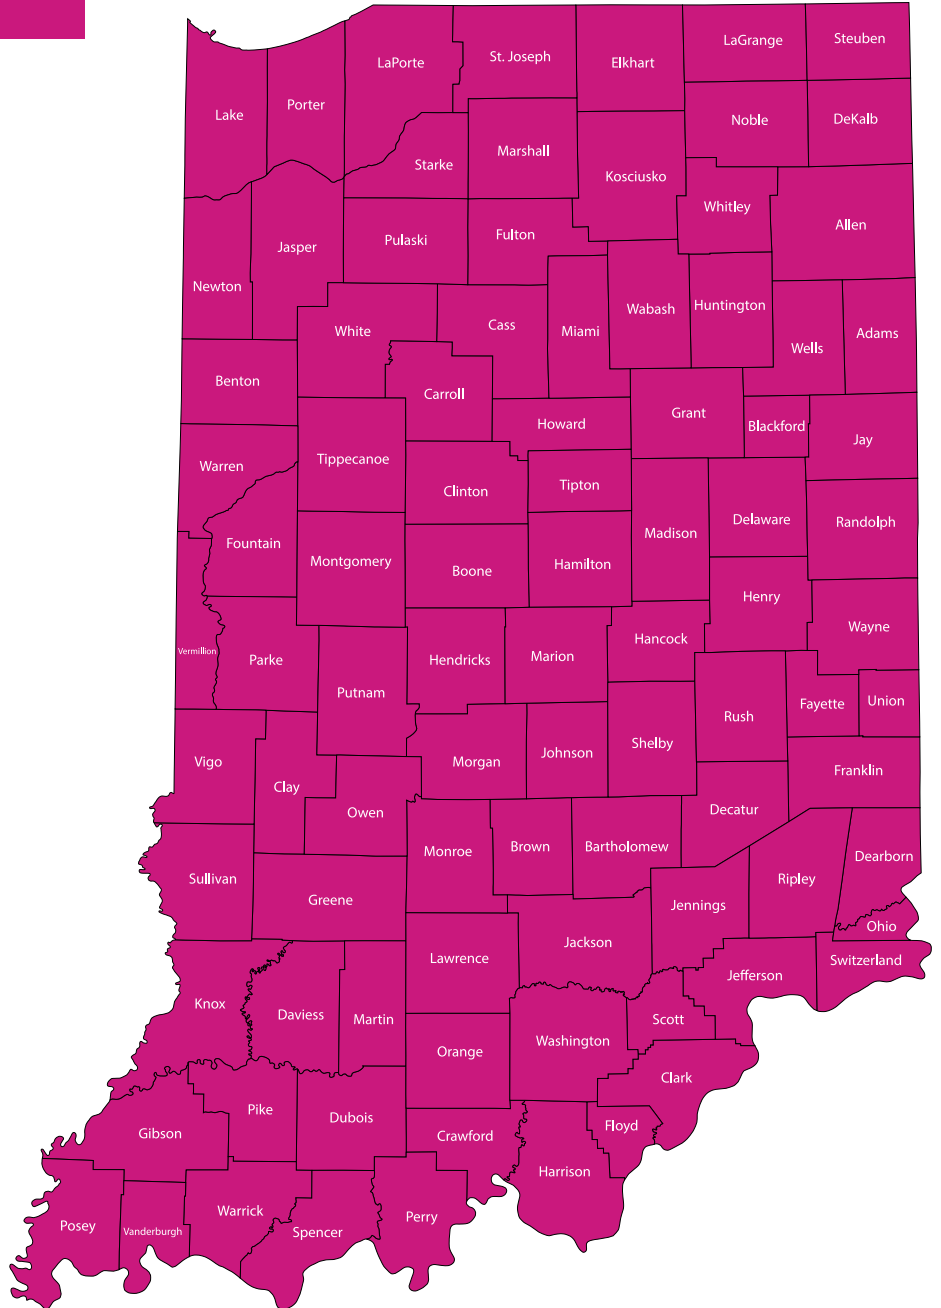 Steuben
LaGrange
St. Joseph
LaPorte
Elkhart
Porter
Lake
Noble
DeKalb
Marshall
Starke
Kosciusko
Whitley
Allen
Fulton
Pulaski
Jasper
Newton
Huntington
Wabash
Cass
White
Miami
Adams
Wells
Benton
Carroll
Grant
Howard
Blackford
Jay
Tippecanoe
Warren
Tipton
Clinton
Delaware
Randolph
Madison
Fountain
Montgomery
Hamilton
Boone
Henry
Wayne
Hancock
Vermillion
Marion
Hendricks
Parke
Putnam
Union
Fayette
Rush
Shelby
Johnson
Morgan
Vigo
Franklin
Clay
Decatur
Owen
Brown
Bartholomew
Monroe
Dearborn
Sullivan
Ripley
Greene
Jennings
Ohio
Jackson
Lawrence
Switzerland
Jefferson
Knox
Daviess
Martin
Scott
Washington
Orange
Clark
Pike
Dubois
Floyd
Gibson
Crawford
Harrison
Warrick
Perry
Posey
Vanderburgh
Spencer